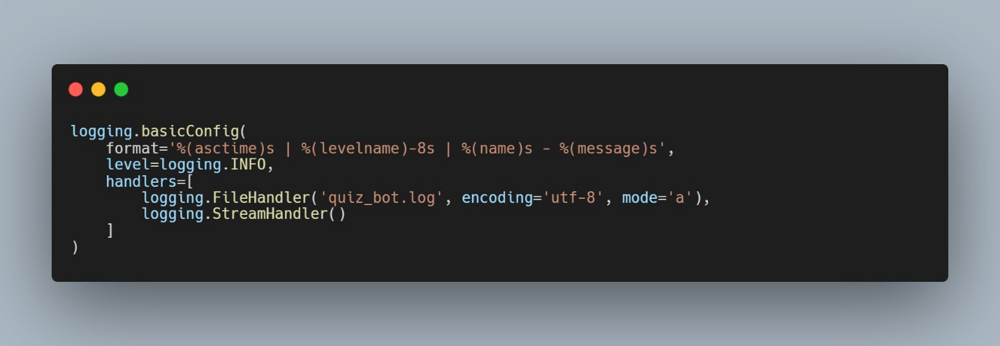 logging.basicConfig(
    format='%(asctime)s | %(levelname)-8s | %(name)s - %(message)s',
    level=logging.INFO,
    handlers=[
        logging.FileHandler('quiz_bot.log', encoding='utf-8', mode='a'),
        logging.StreamHandler()
    ]
)